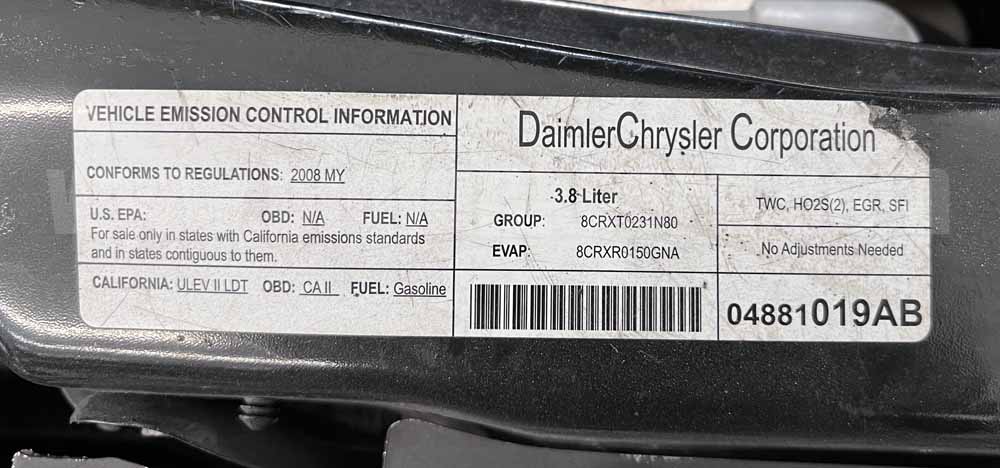 VEHICLE EMISSION CONTROL INFORMATION
CONFORMS TO REGULATIONS: 2008 MY
U.S. EPA: OBD: N/A FUEL: N/A
For sale only in states with California emissions standards
and in states contiguous to them.
CALIFORNIA: ULEV II LDT OBD: CA II FUEL: Gasoline
DaimlerChrysler Corporation
3.8 Liter
GROUP: 8CRXT0231N80
EVAP: 8CRXR0150GNA
TWC, HO2S(2), EGR, SFI
No Adjustments Needed
04881019AB